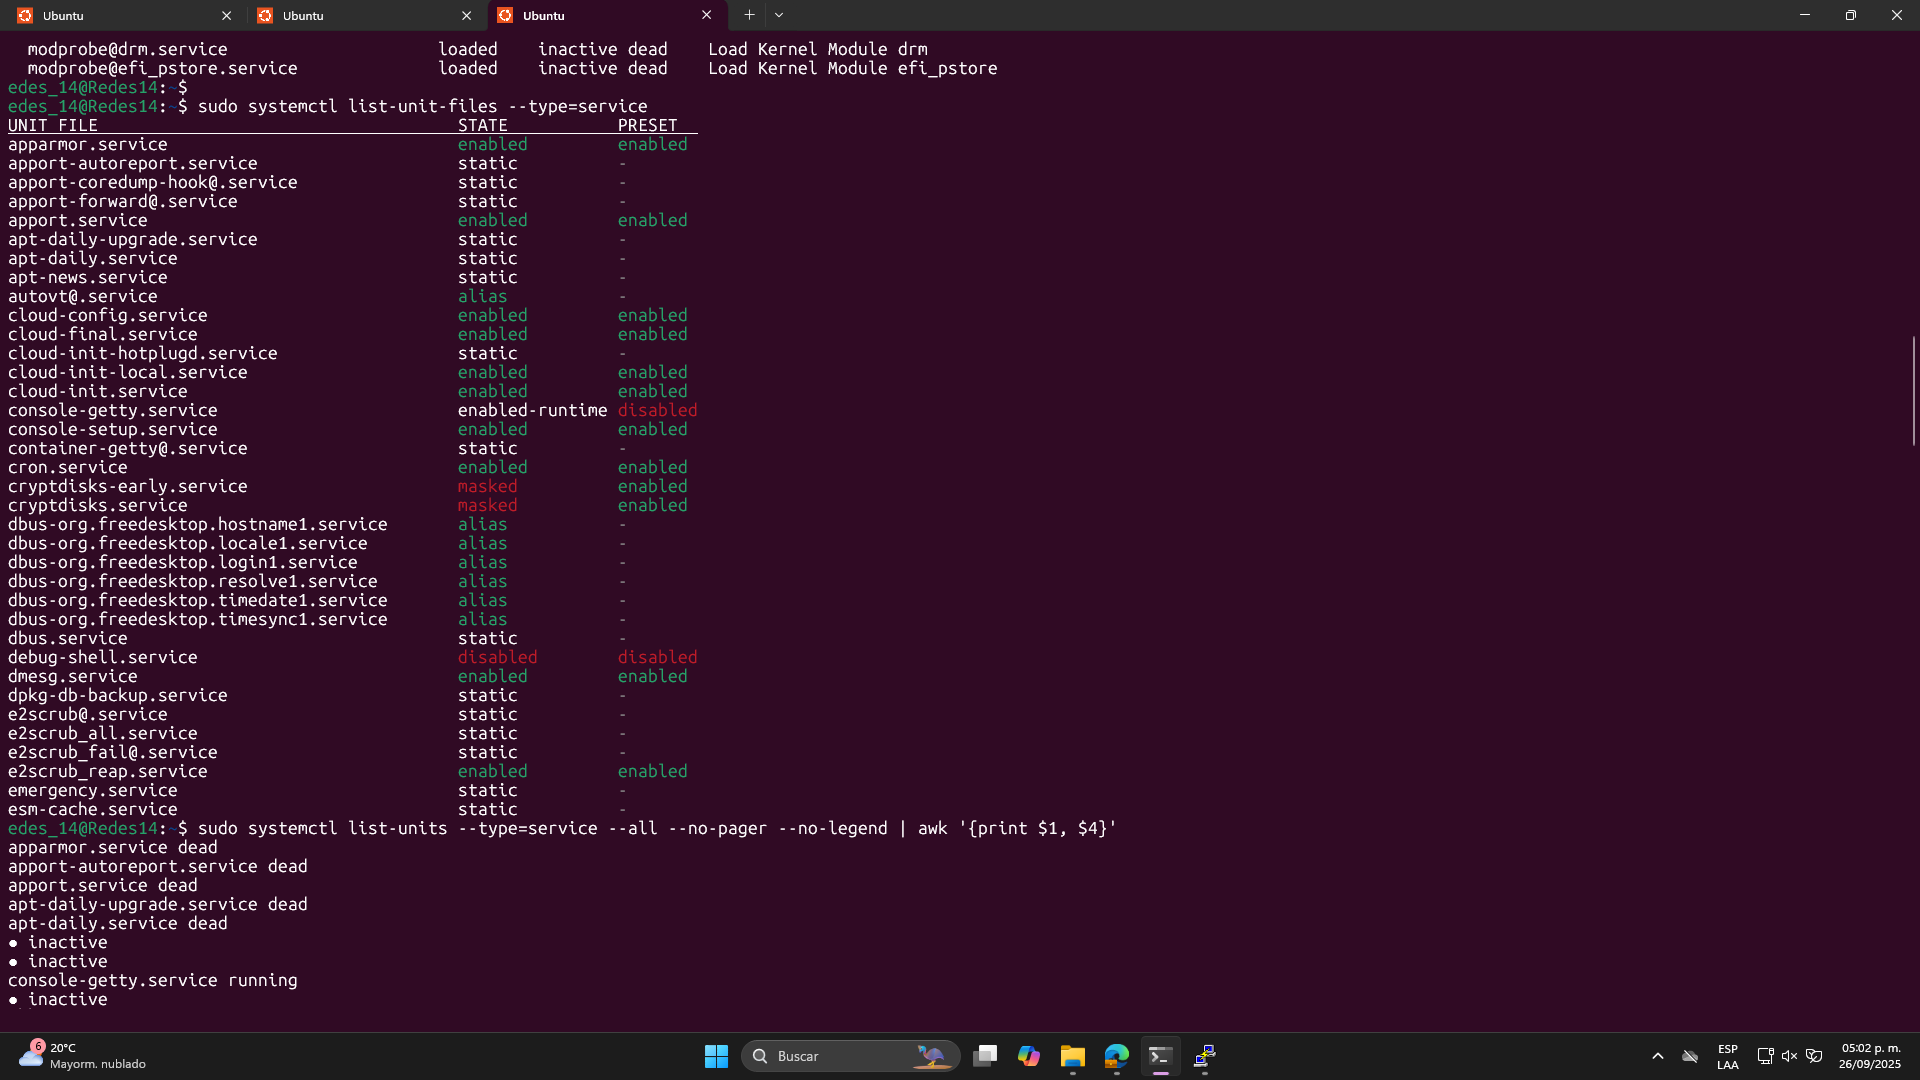 Ubuntu
Ubuntu
Ubuntu
modprobe@drm.service loaded inactive dead Load Kernel Module drm
modprobe@efi_pstore.service loaded inactive dead Load Kernel Module efi_pstore
edes_14@Redes14:~$
edes_14@Redes14:~$ sudo systemctl list-unit-files --type=service
UNIT FILE STATE PRESET
apparmor.service enabled enabled
apport-autoreport.service static -
apport-coredump-hook@.service static -
apport-forward@.service static -
apport.service enabled enabled
apt-daily-upgrade.service static -
apt-daily.service static -
apt-news.service static -
autovt@.service alias -
cloud-config.service enabled enabled
cloud-final.service enabled enabled
cloud-init-hotplugd.service static -
cloud-init-local.service enabled enabled
cloud-init.service enabled enabled
console-getty.service enabled-runtime disabled
console-setup.service enabled enabled
container-getty@.service static -
cron.service enabled enabled
cryptdisks-early.service masked enabled
cryptdisks.service masked enabled
dbus-org.freedesktop.hostname1.service alias -
dbus-org.freedesktop.locale1.service alias -
dbus-org.freedesktop.login1.service alias -
dbus-org.freedesktop.resolve1.service alias -
dbus-org.freedesktop.timedate1.service alias -
dbus-org.freedesktop.timesync1.service alias -
dbus.service static -
debug-shell.service disabled disabled
dmesg.service enabled enabled
dpkg-db-backup.service static -
e2scrub@.service static -
e2scrub_all.service static -
e2scrub_fail@.service static -
e2scrub_reap.service enabled enabled
emergency.service static -
esm-cache.service static -
edes_14@Redes14:~$ sudo systemctl list-units --type=service --all --no-pager --no-legend | awk '{print $1, $4}'
apparmor.service dead
apport-autoreport.service dead
apport.service dead
apt-daily-upgrade.service dead
apt-daily.service dead
● inactive
● inactive
console-getty.service running
● inactive
6
20°C
Mayorm. nublado
Buscar
ESP
LAA
05:02 p. m.
26/09/2025